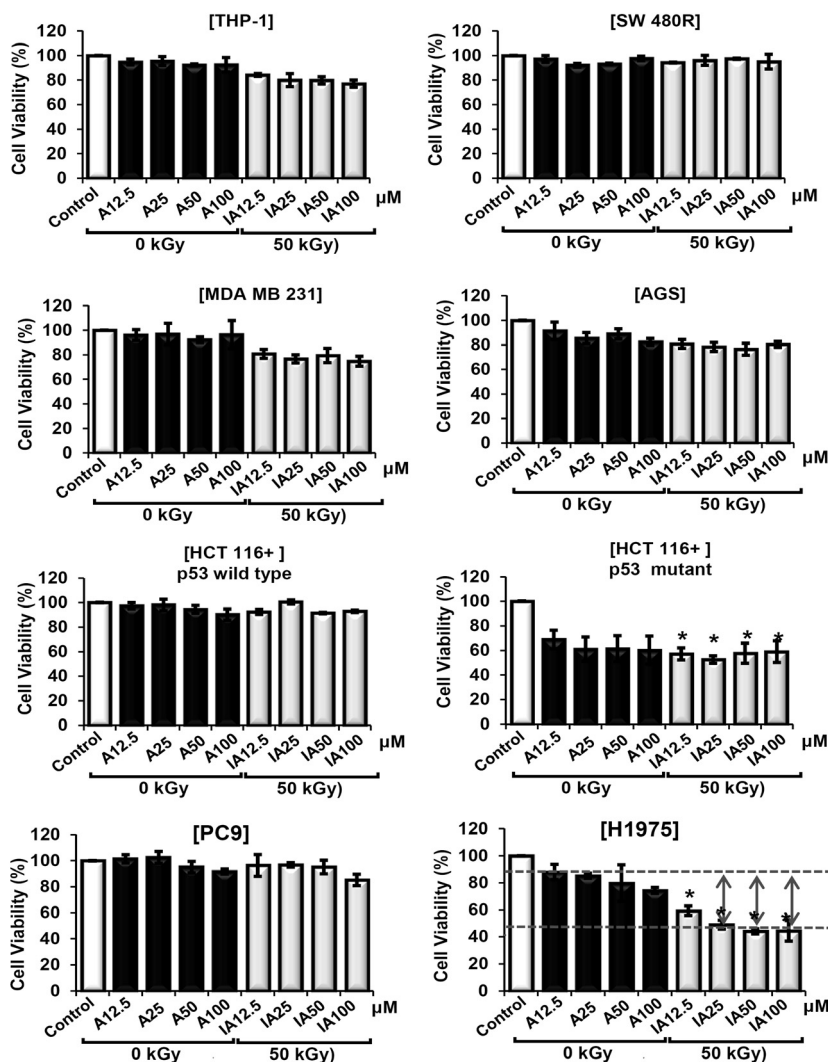 [THP-1]
Cell Viability (%)
120
100
80
60
40
20
0
Control A12.5 A25 A50 A100 IA12.5 IA25 IA50 IA100 μM
0 kGy 50 kGy)
[SW 480R]
Cell Viability (%)
120
100
80
60
40
20
0
Control A12.5 A25 A50 A100 IA12.5 IA25 IA50 IA100 μM
0 kGy 50 kGy)
[MDA MB 231]
Cell Viability (%)
120
100
80
60
40
20
0
Control A12.5 A25 A50 A100 IA12.5 IA25 IA50 IA100 μM
0 kGy 50 kGy)
[AGS]
Cell Viability (%)
120
100
80
60
40
20
0
Control A12.5 A25 A50 A100 IA12.5 IA25 IA50 IA100 μM
0 kGy 50 kGy)
[HCT 116+ ]
p53 wild type
Cell Viability (%)
120
100
80
60
40
20
0
Control A12.5 A25 A50 A100 IA12.5 IA25 IA50 IA100 μM
0 kGy 50 kGy)
[HCT 116+ ]
p53 mutant
Cell Viability (%)
120
100
80
60
40
20
0
* * * *
Control A12.5 A25 A50 A100 IA12.5 IA25 IA50 IA100 μM
0 kGy 50 kGy)
[PC9]
Cell Viability (%)
120
100
80
60
40
20
0
Control A12.5 A25 A50 A100 IA12.5 IA25 IA50 IA100 μM
0 kGy 50 kGy)
[H1975]
Cell Viability (%)
120
100
80
60
40
20
0
* * * *
Control A12.5 A25 A50 A100 IA12.5 IA25 IA50 IA100 μM
0 kGy 50 kGy)